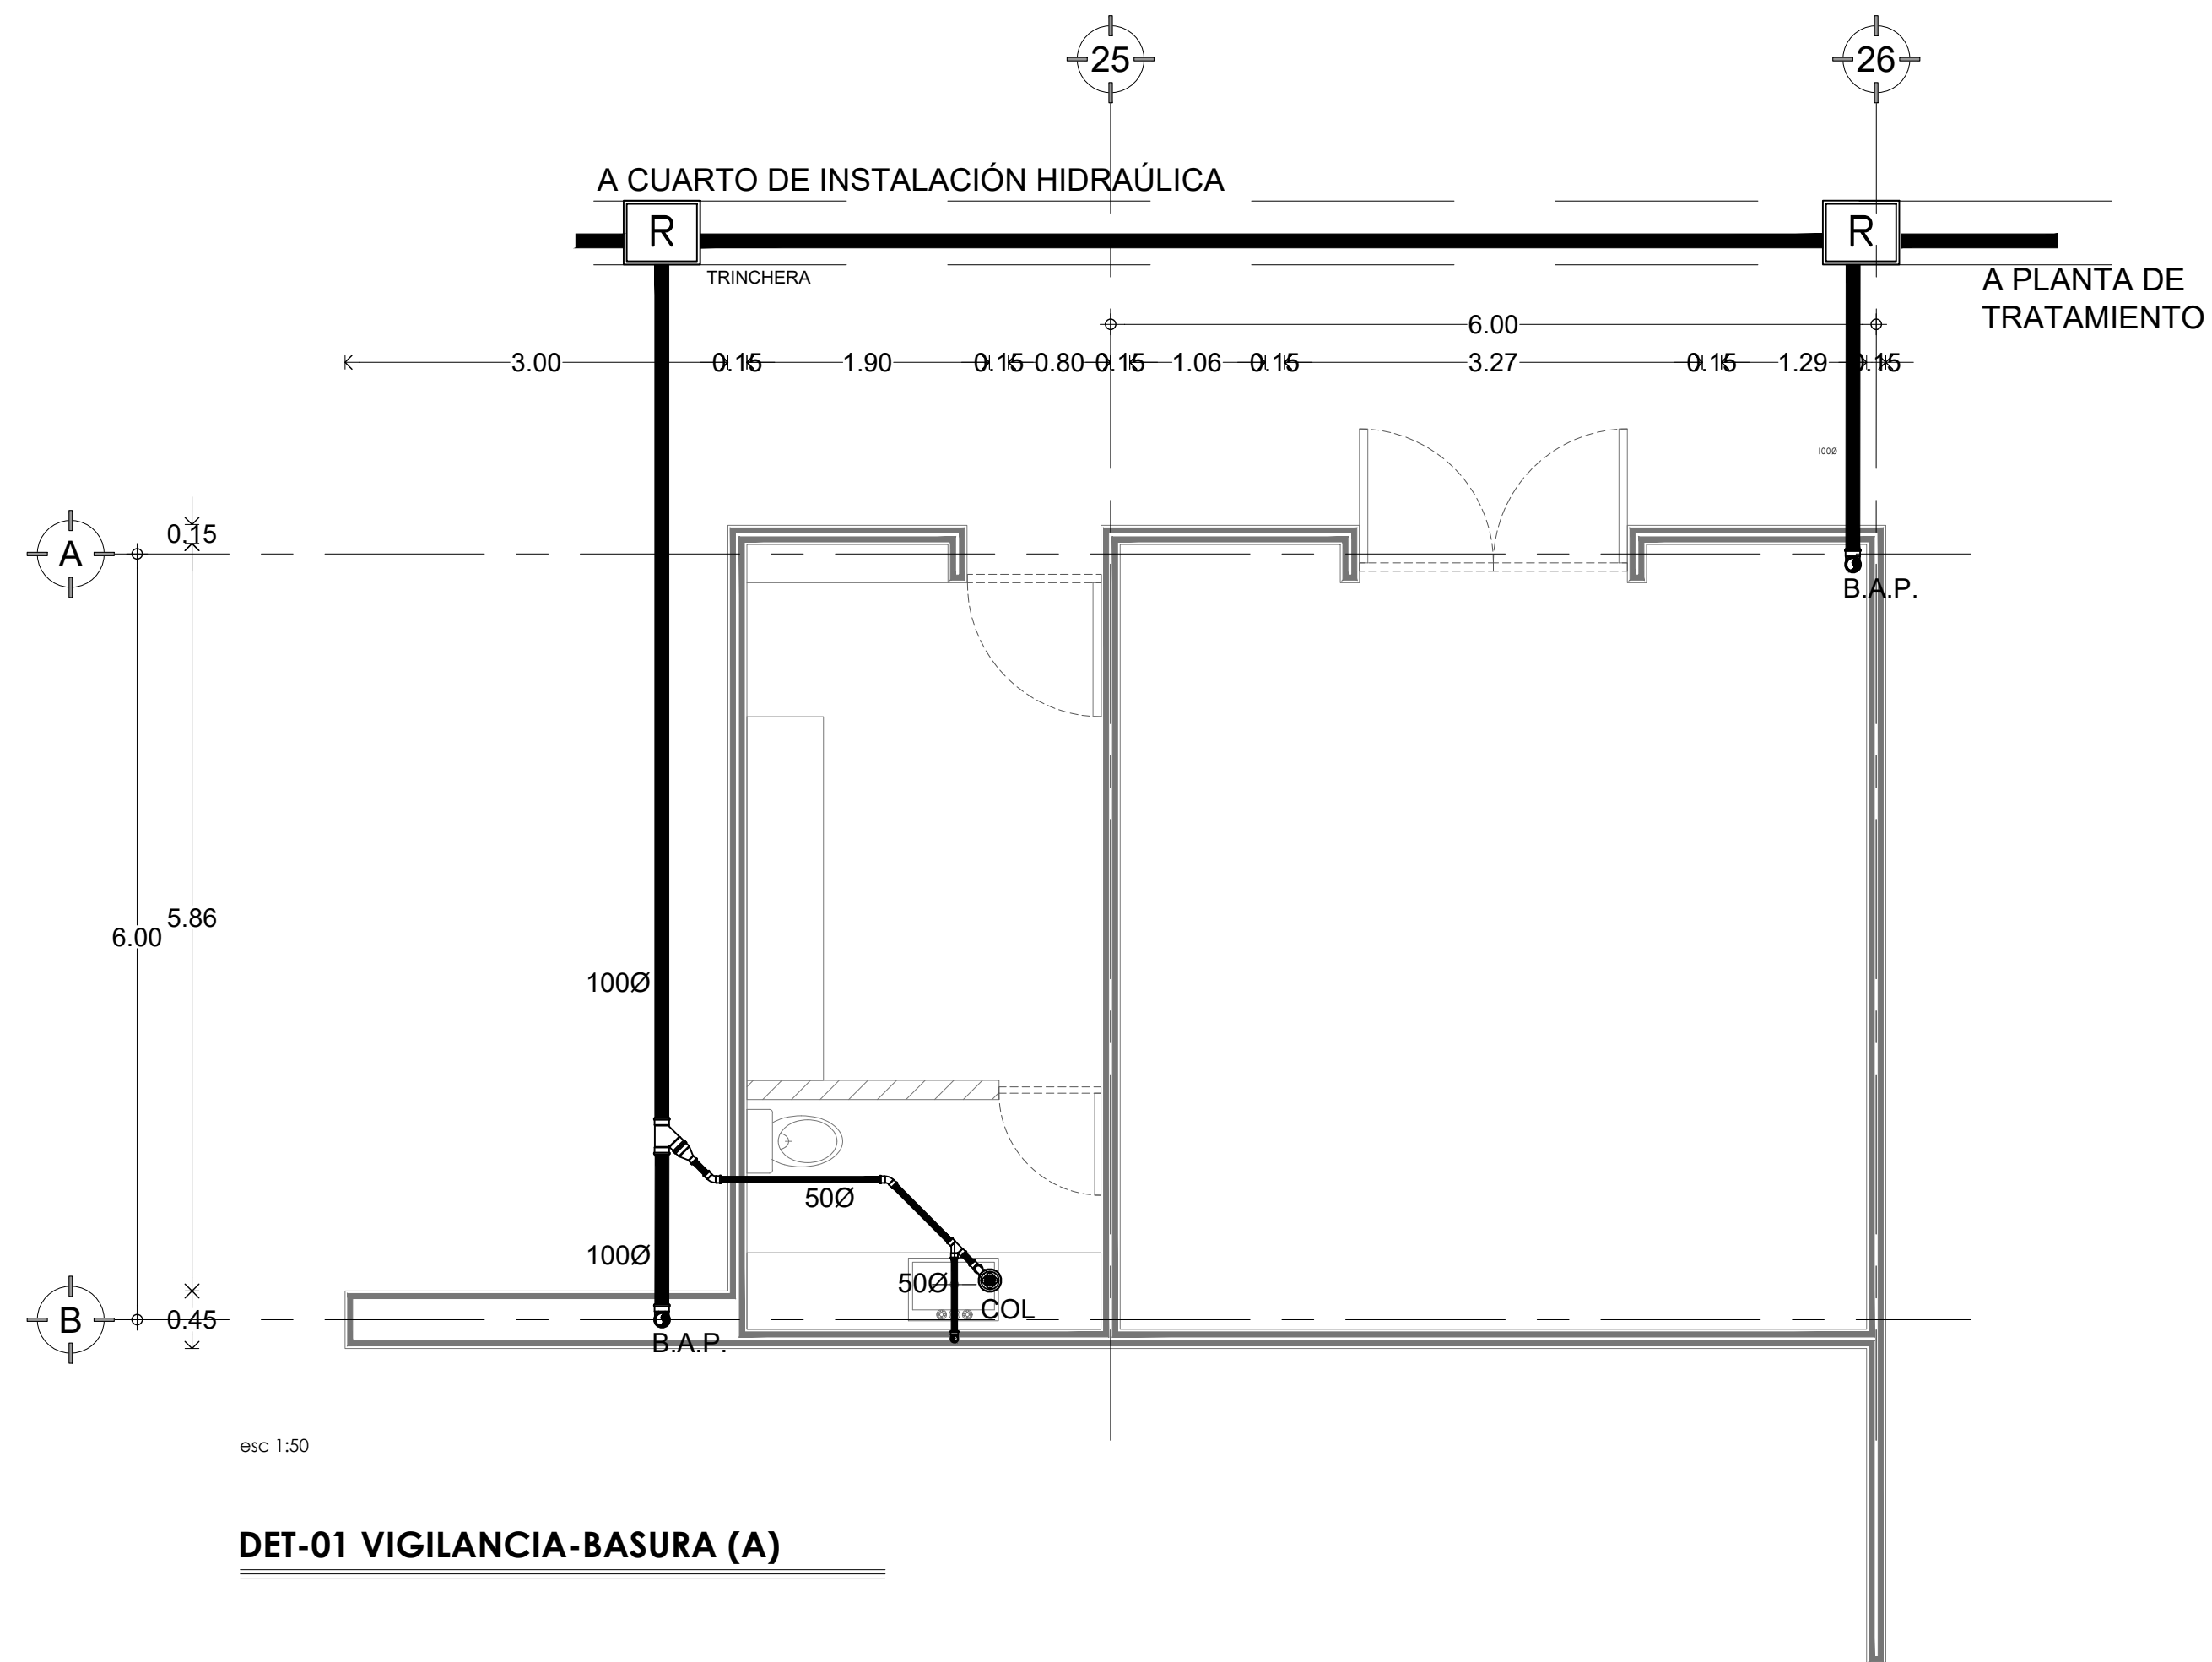 25
26
A CUARTO DE INSTALACIÓN HIDRAÚLICA
R
R
TRINCHERA
A PLANTA DE
TRATAMIENTO
6.00
3.00
0.15
1.90
0.15
0.80
0.15
1.06
0.15
3.27
0.15
1.29
0.15
100Ø
0.15
A
B.A.P.
5.86
6.00
100Ø
50Ø
100Ø
50Ø
COL
B
0.45
B.A.P.
esc 1:50
DET-01 VIGILANCIA-BASURA (A)